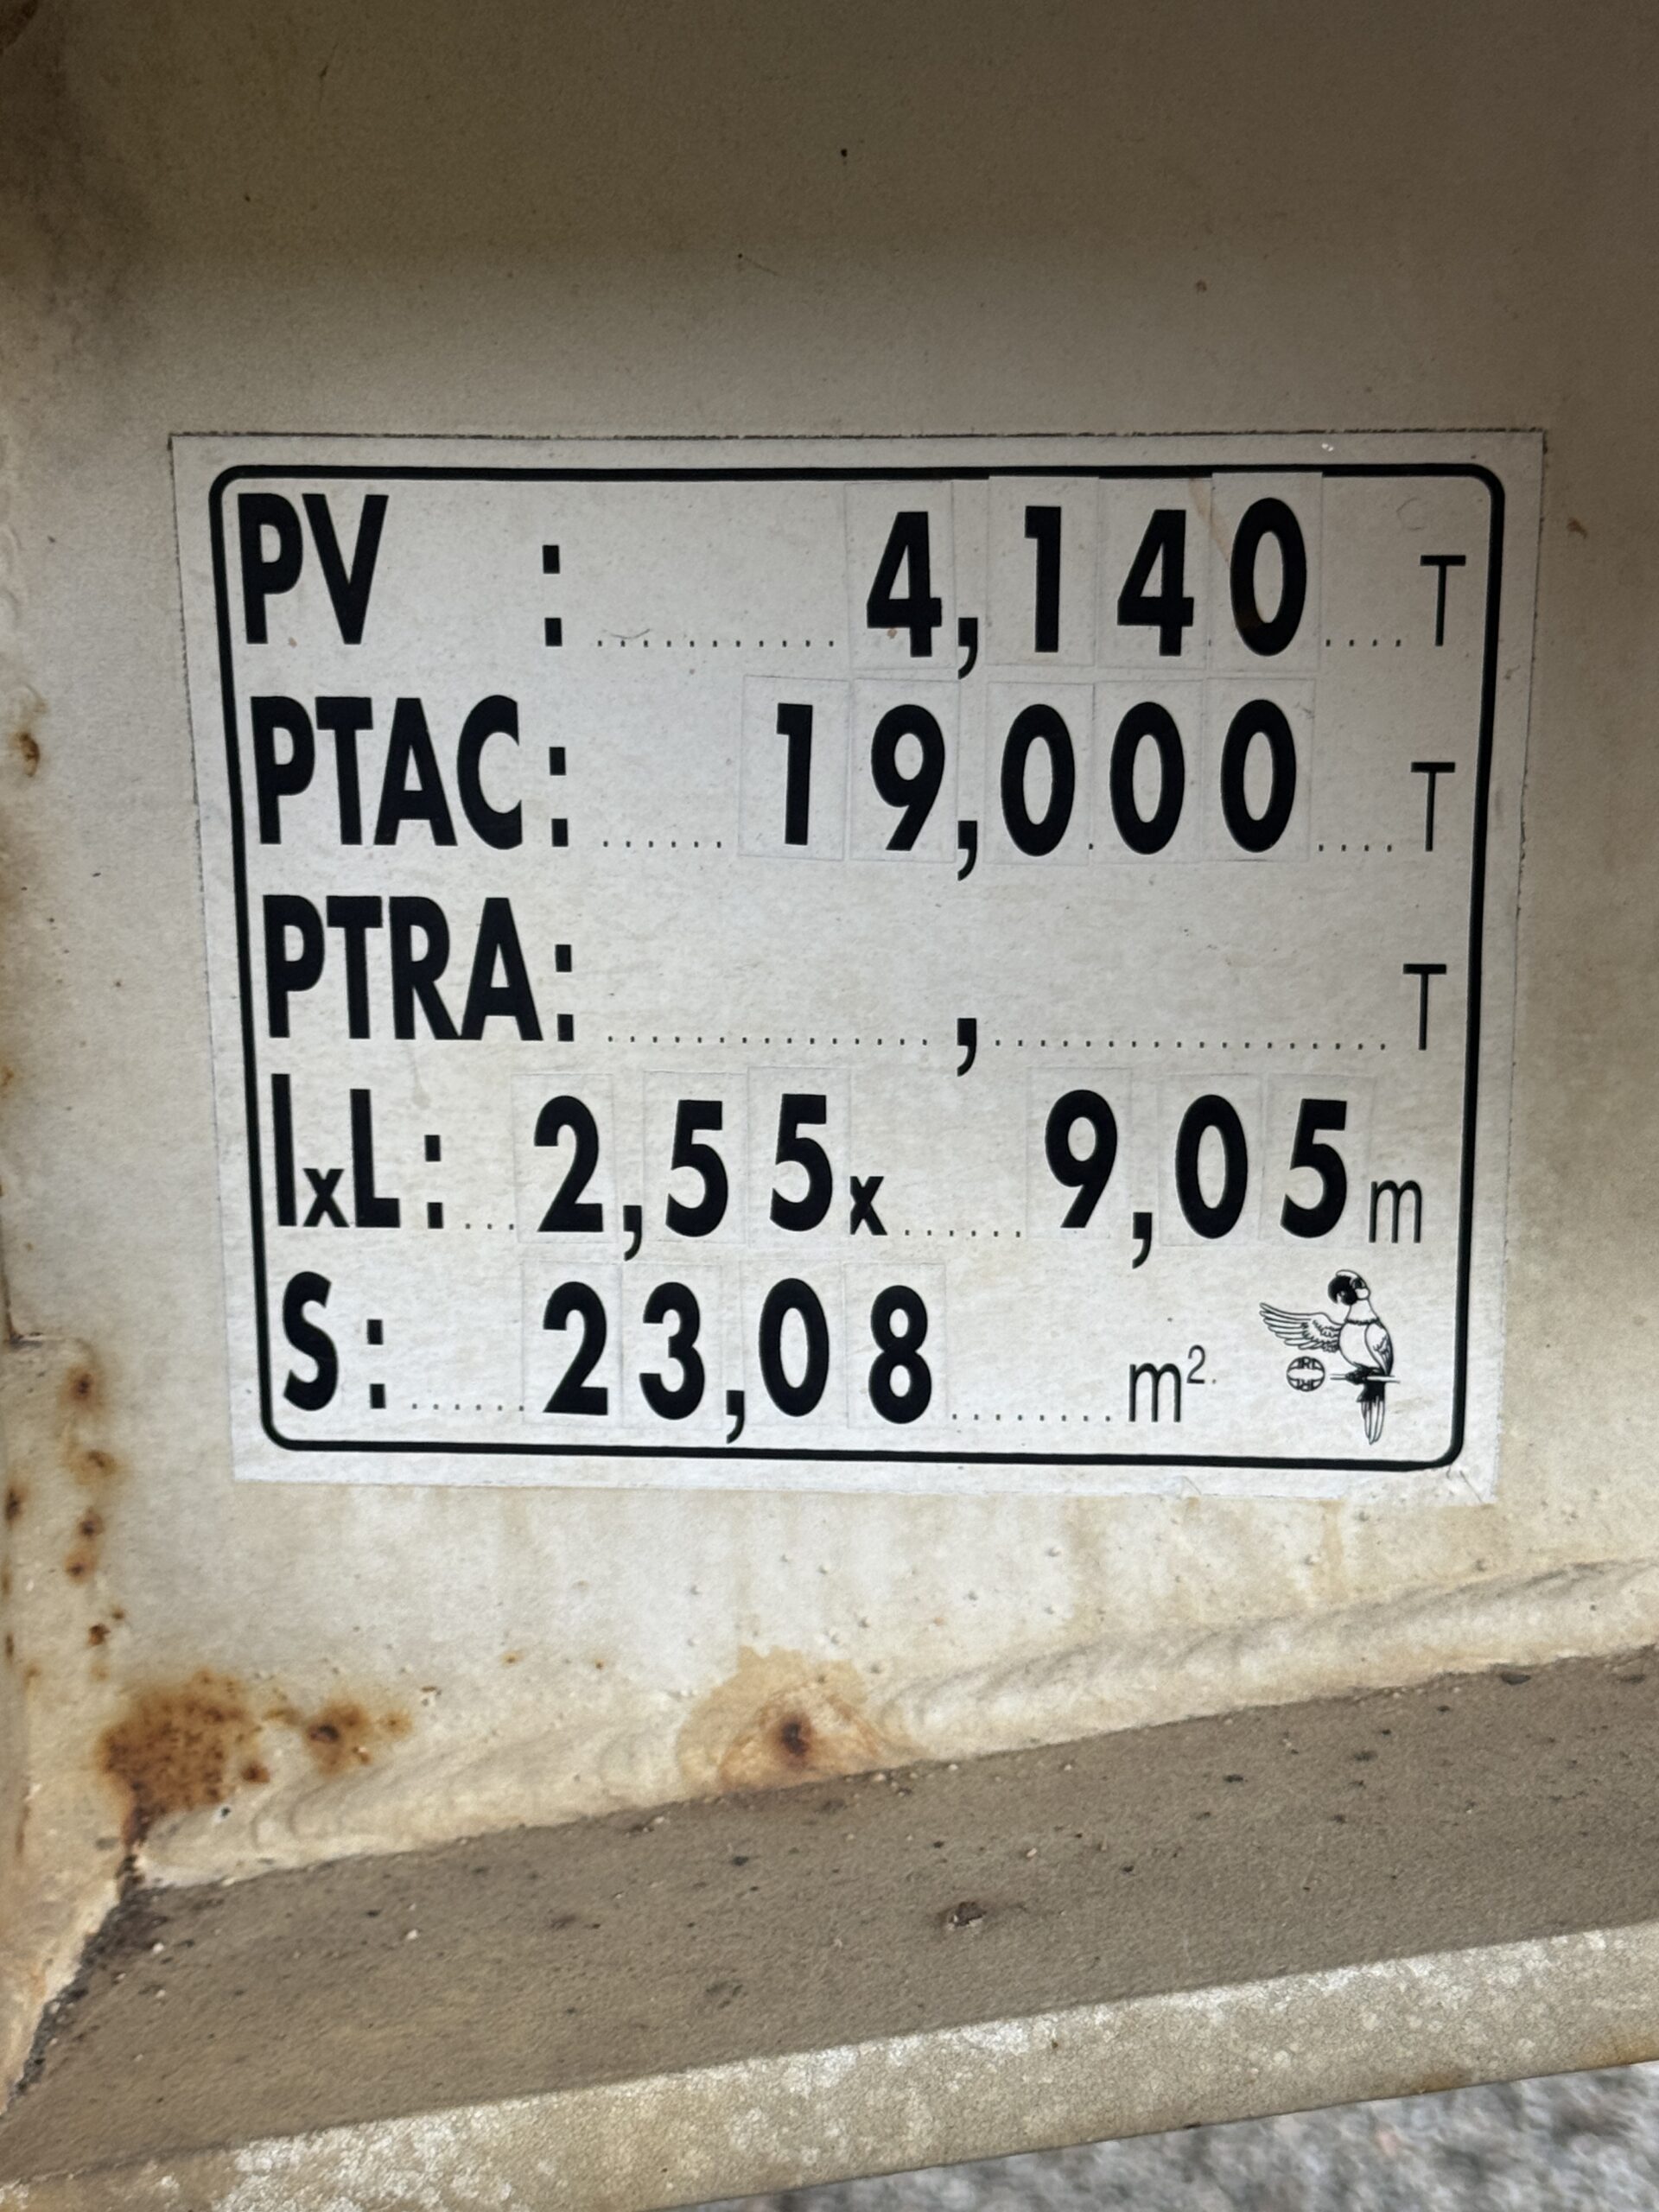 PV : ........... 4,140 .... T
PTAC: ...... 19,000 .... T
PTRA: ................, .................. T
lxL: ... 2,55 x ...... 9,05 m
S: ...... 23,08 ........ m²